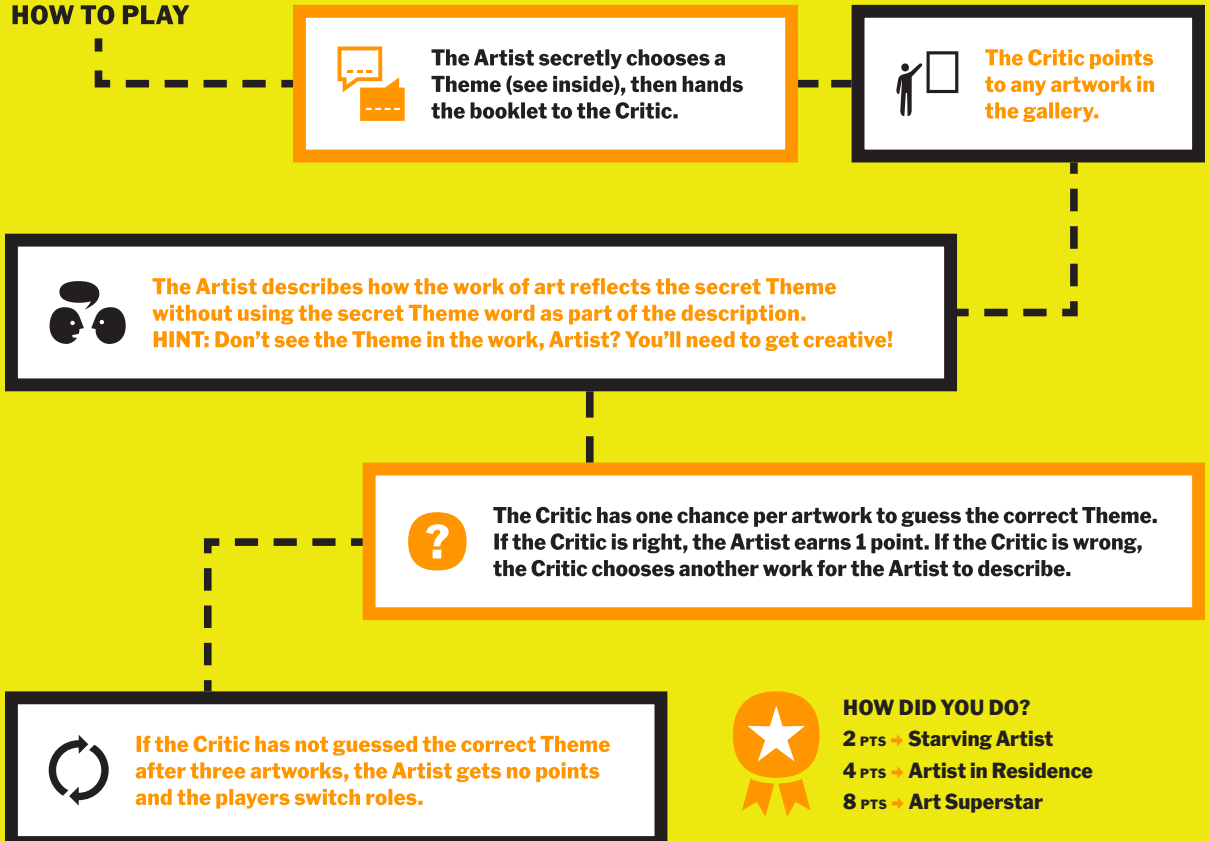 HOW TO PLAY
The Artist secretly chooses a
Theme (see inside), then hands
the booklet to the Critic.
The Critic points
to any artwork in
the gallery.
The Artist describes how the work of art reflects the secret Theme
without using the secret Theme word as part of the description.
HINT: Don’t see the Theme in the work, Artist? You’ll need to get creative!
?
The Critic has one chance per artwork to guess the correct Theme.
If the Critic is right, the Artist earns 1 point. If the Critic is wrong,
the Critic chooses another work for the Artist to describe.
If the Critic has not guessed the correct Theme
after three artworks, the Artist gets no points
and the players switch roles.
HOW DID YOU DO?
2 PTS → Starving Artist
4 PTS → Artist in Residence
8 PTS → Art Superstar